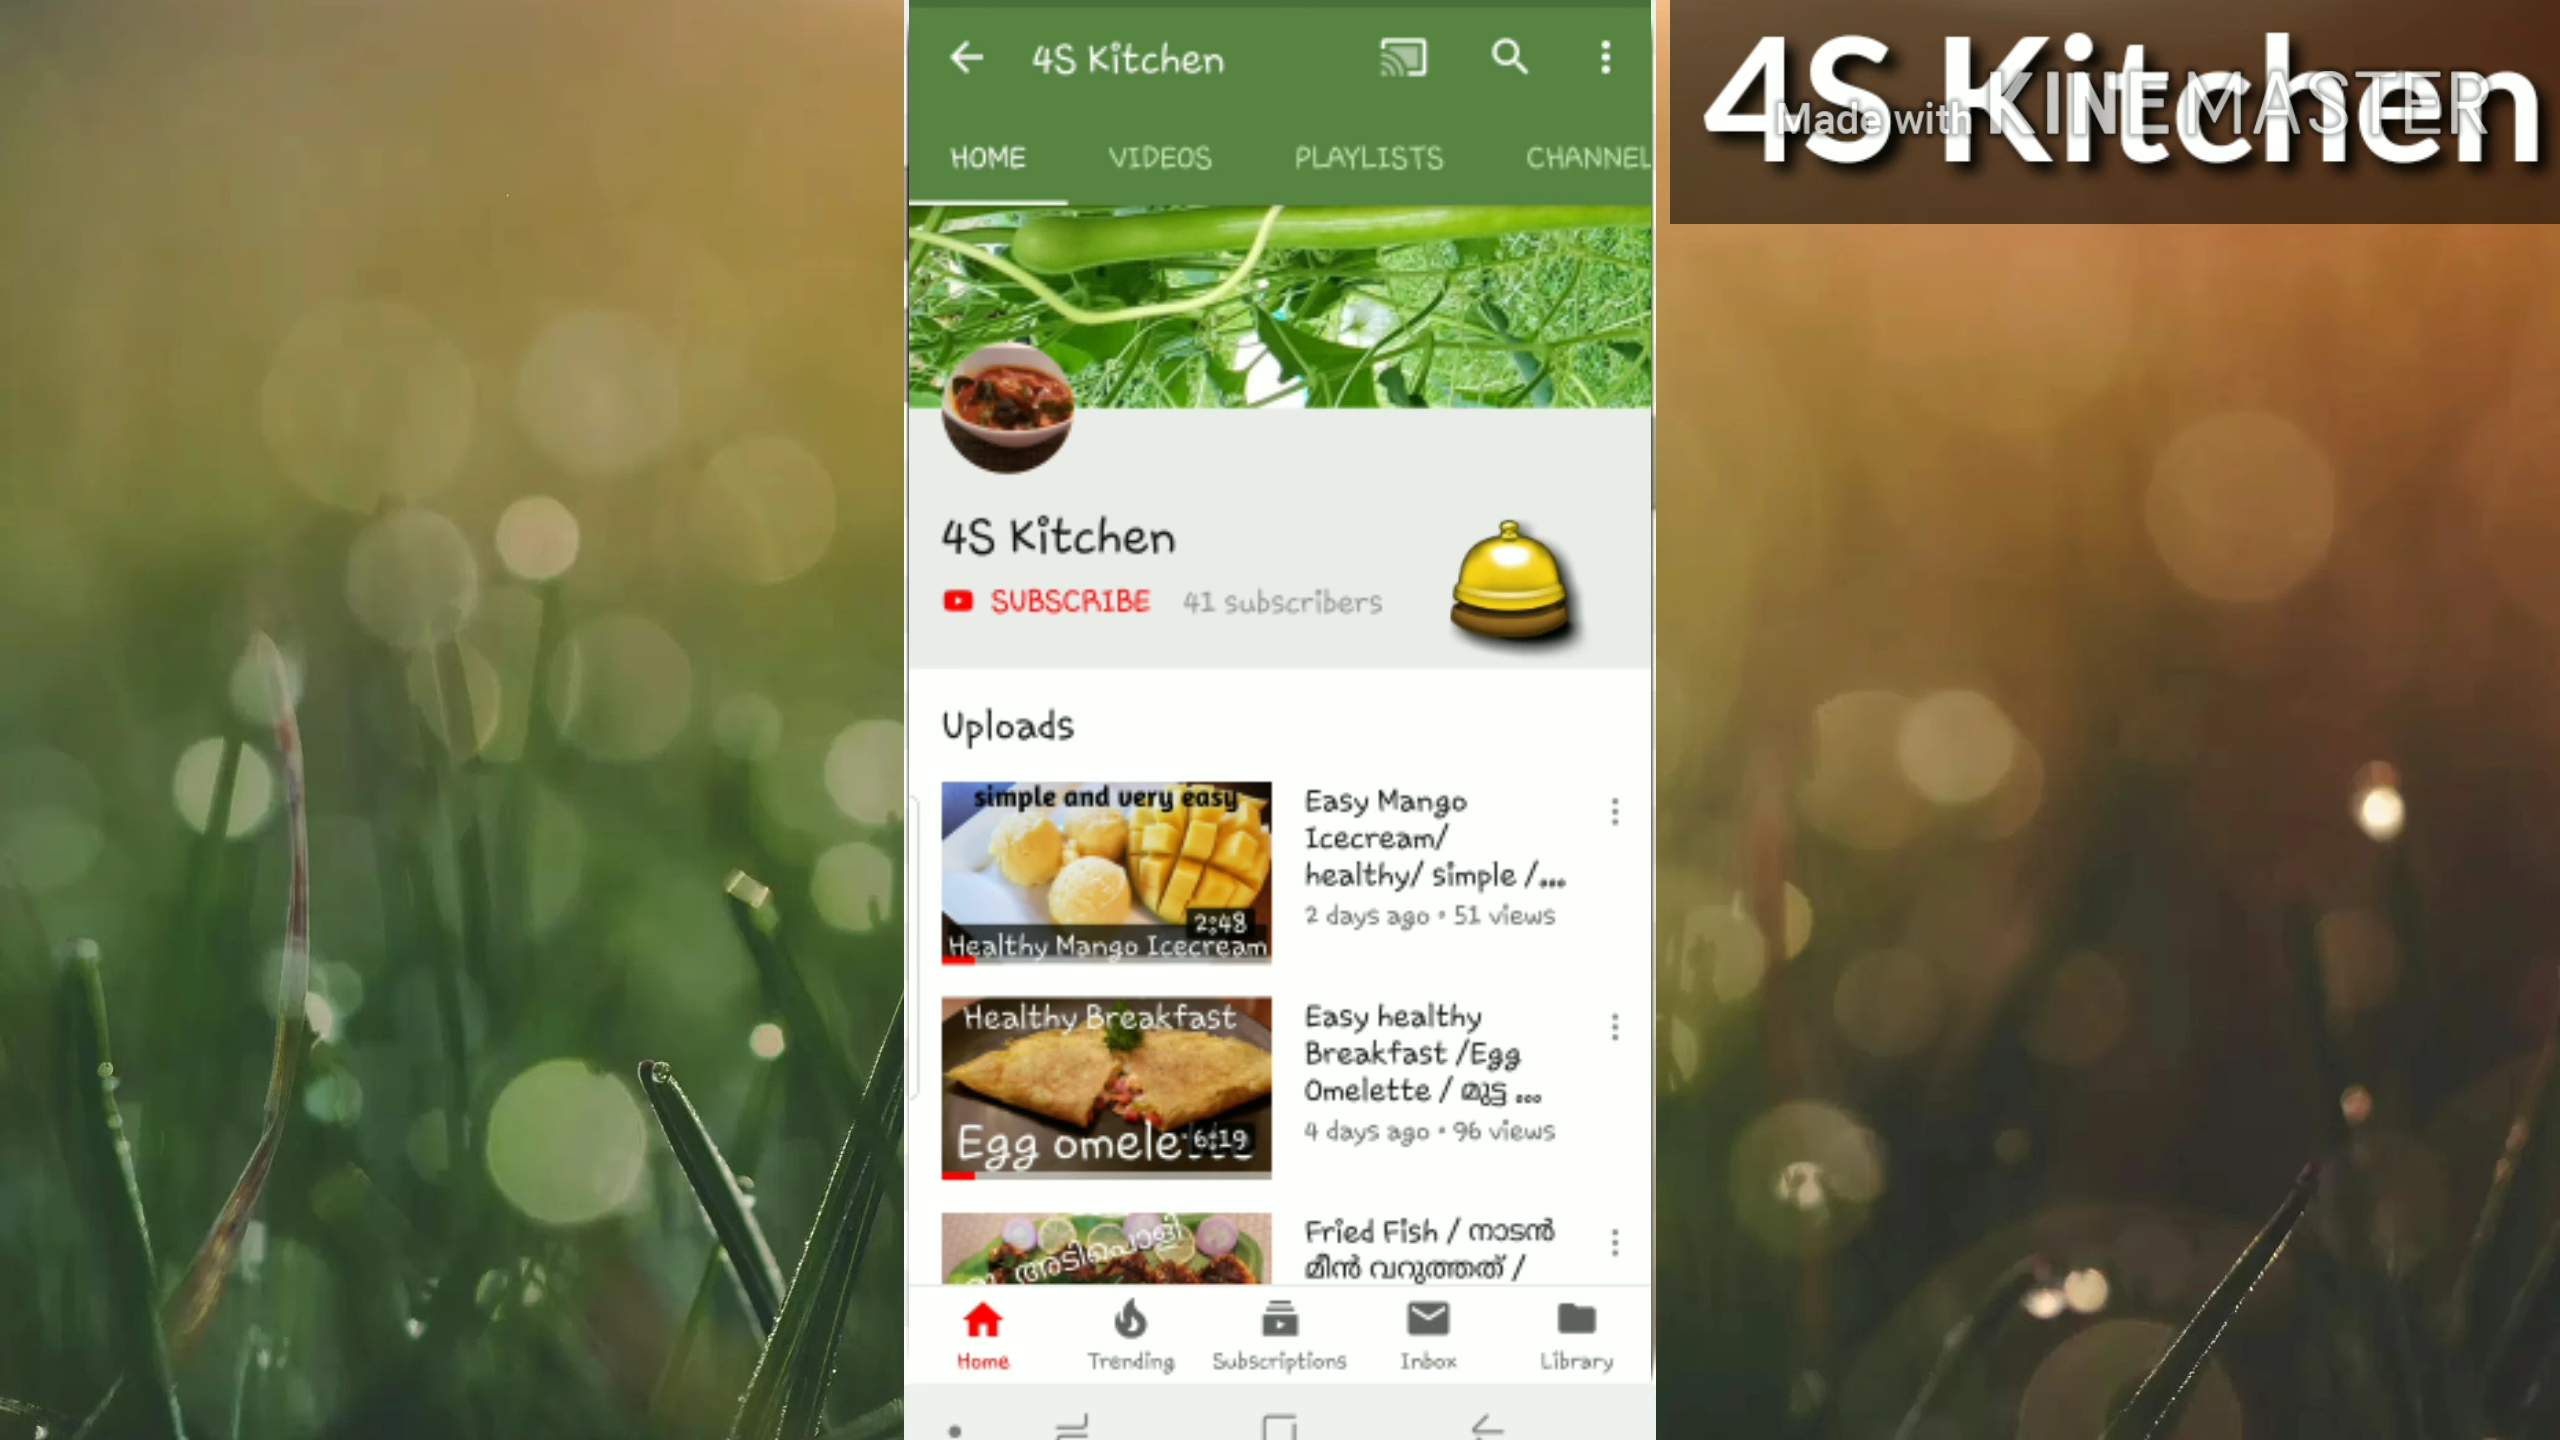 4S Kitchen
4S Kitchen
Made with KINEMASTER
HOME VIDEOS PLAYLISTS CHANNEL
4S Kitchen
SUBSCRIBE 41 subscribers
Uploads
simple and very easy
2:48
Healthy Mango Icecream
Easy Mango
Icecream/
healthy/ simple /...
2 days ago • 51 views
Healthy Breakfast
Egg omele
6:19
Easy healthy
Breakfast /Egg
Omelette / മുട്ട ...
4 days ago • 96 views
അടിപൊളി
Fried Fish / നാടൻ
മീൻ വറുത്തത് /
Home Trending Subscriptions Inbox Library